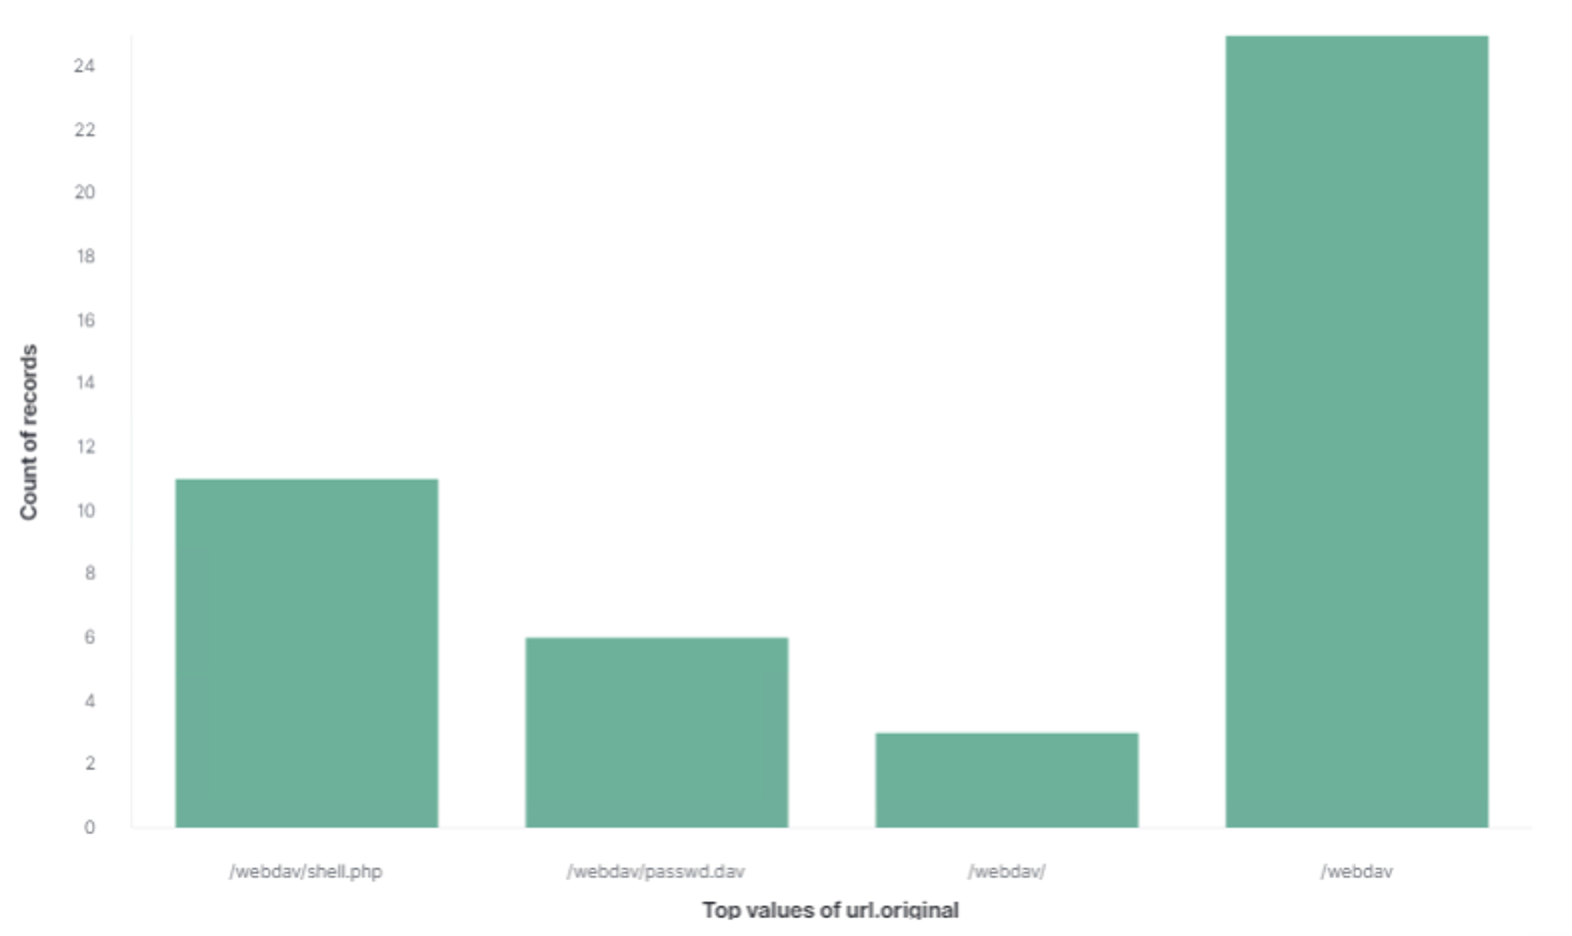 24
22
20
18
16
14
12
10
8
6
4
2
0
Count of records
/webdav/shell.php
/webdav/passwd.dav
/webdav/
/webdav
Top values of url.original